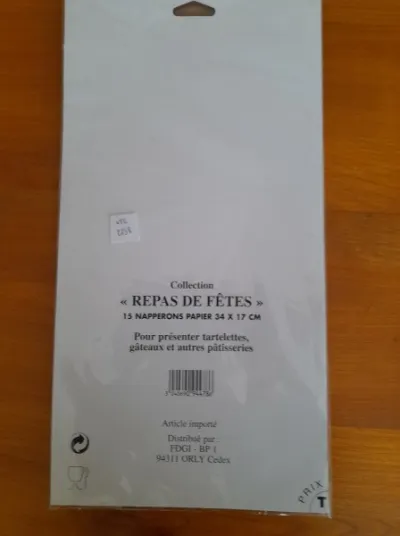 Collection
« REPAS DE FÊTES »
15 NAPPERONS PAPIER 34 X 17 CM
Pour présenter tartelettes,
gâteaux et autres pâtisseries
Article importé
Distribué par :
FDGI - BP 1
94311 ORLY Cedex
PRIX
T